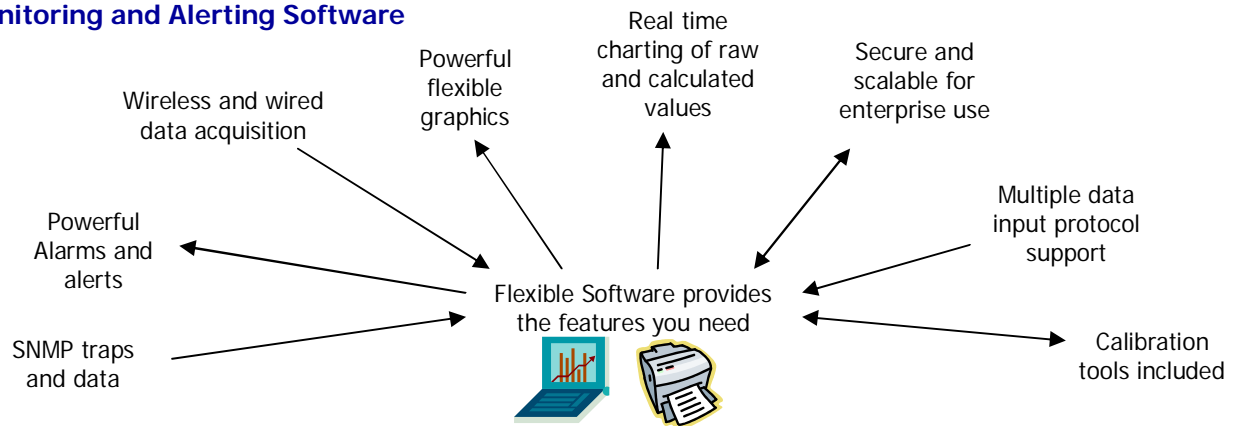 nitoring and Alerting Software
Real time
charting of raw
and calculated
values
Powerful
flexible
graphics
Secure and
scalable for
enterprise use
Wireless and wired
data acquisition
Multiple data
input protocol
support
Powerful
Alarms and
alerts
Flexible Software provides
the features you need
SNMP traps
and data
Calibration
tools included